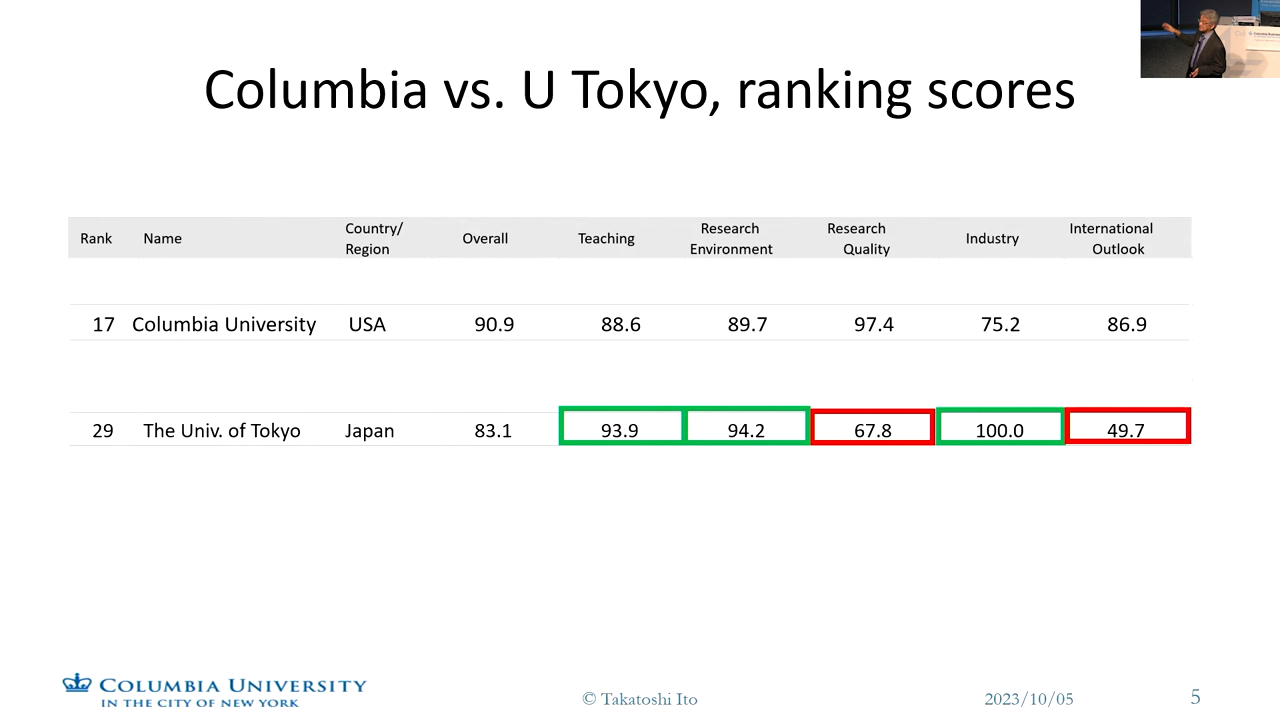 Columbia vs. U Tokyo, ranking scores
Rank Name Country/ Region Overall Teaching Research Environment Research Quality Industry International Outlook
17 Columbia University USA 90.9 88.6 89.7 97.4 75.2 86.9
29 The Univ. of Tokyo Japan 83.1 93.9 94.2 67.8 100.0 49.7
COLUMBIA UNIVERSITY
IN THE CITY OF NEW YORK
© Takatoshi Ito
2023/10/05
5